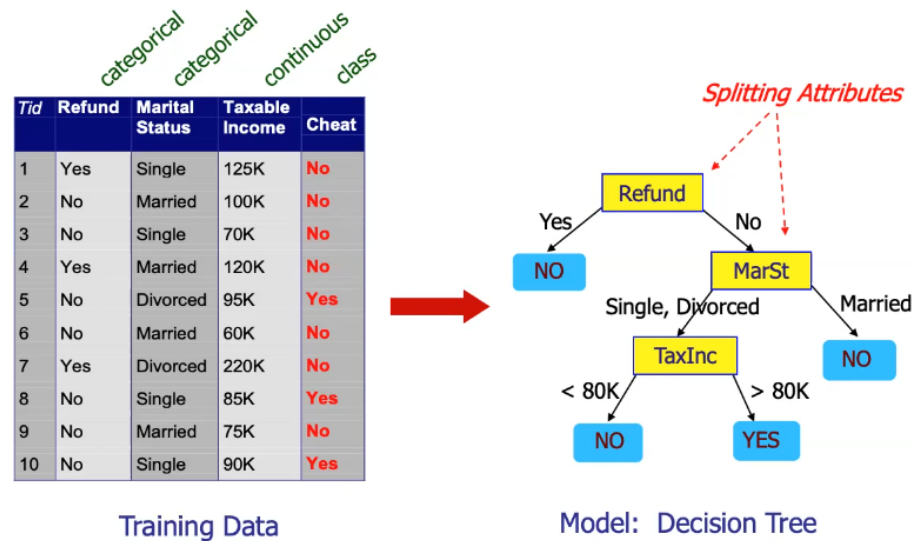 categorical
categorical
continuous
class
Tid Refund Marital Status Taxable Income Cheat
1 Yes Single 125K No
2 No Married 100K No
3 No Single 70K No
4 Yes Married 120K No
5 No Divorced 95K Yes
6 No Married 60K No
7 Yes Divorced 220K No
8 No Single 85K Yes
9 No Married 75K No
10 No Single 90K Yes
Training Data
Splitting Attributes
Refund
Yes No
NO MarSt
Single, Divorced Married
TaxInc NO
< 80K > 80K
NO YES
Model: Decision Tree